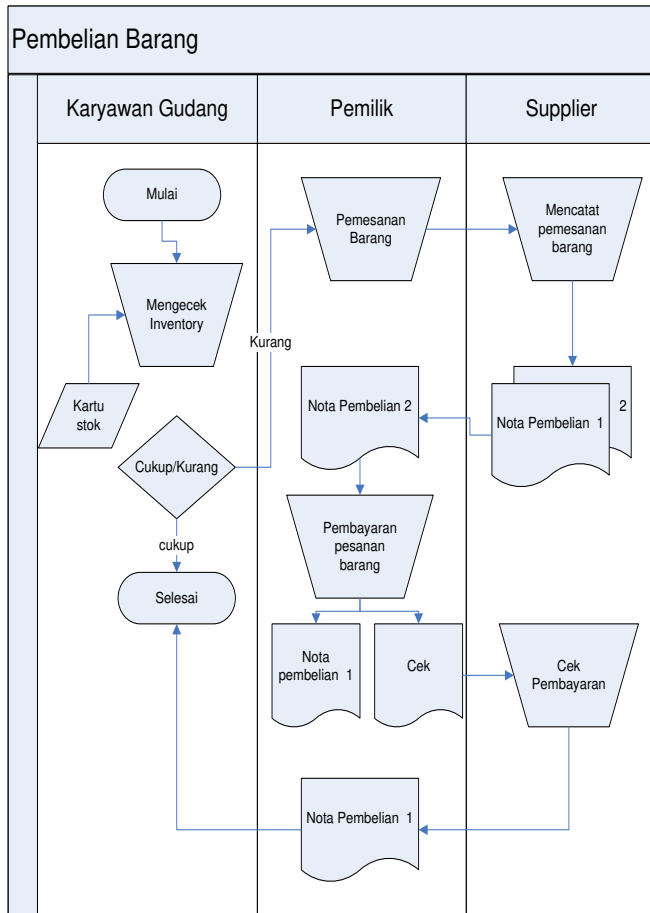 Pembelian Barang
Karyawan Gudang
Pemilik
Supplier
Mulai
Pemesanan
Barang
Mencatat
pemesanan
barang
Mengecek
Inventory
Kurang
Kartu
stok
Nota Pembelian 2
Nota Pembelian 1
2
Cukup/Kurang
cukup
Pembayaran
pesanan
barang
Selesai
Nota
pembelian 1
Cek
Cek
Pembayaran
Nota Pembelian 1